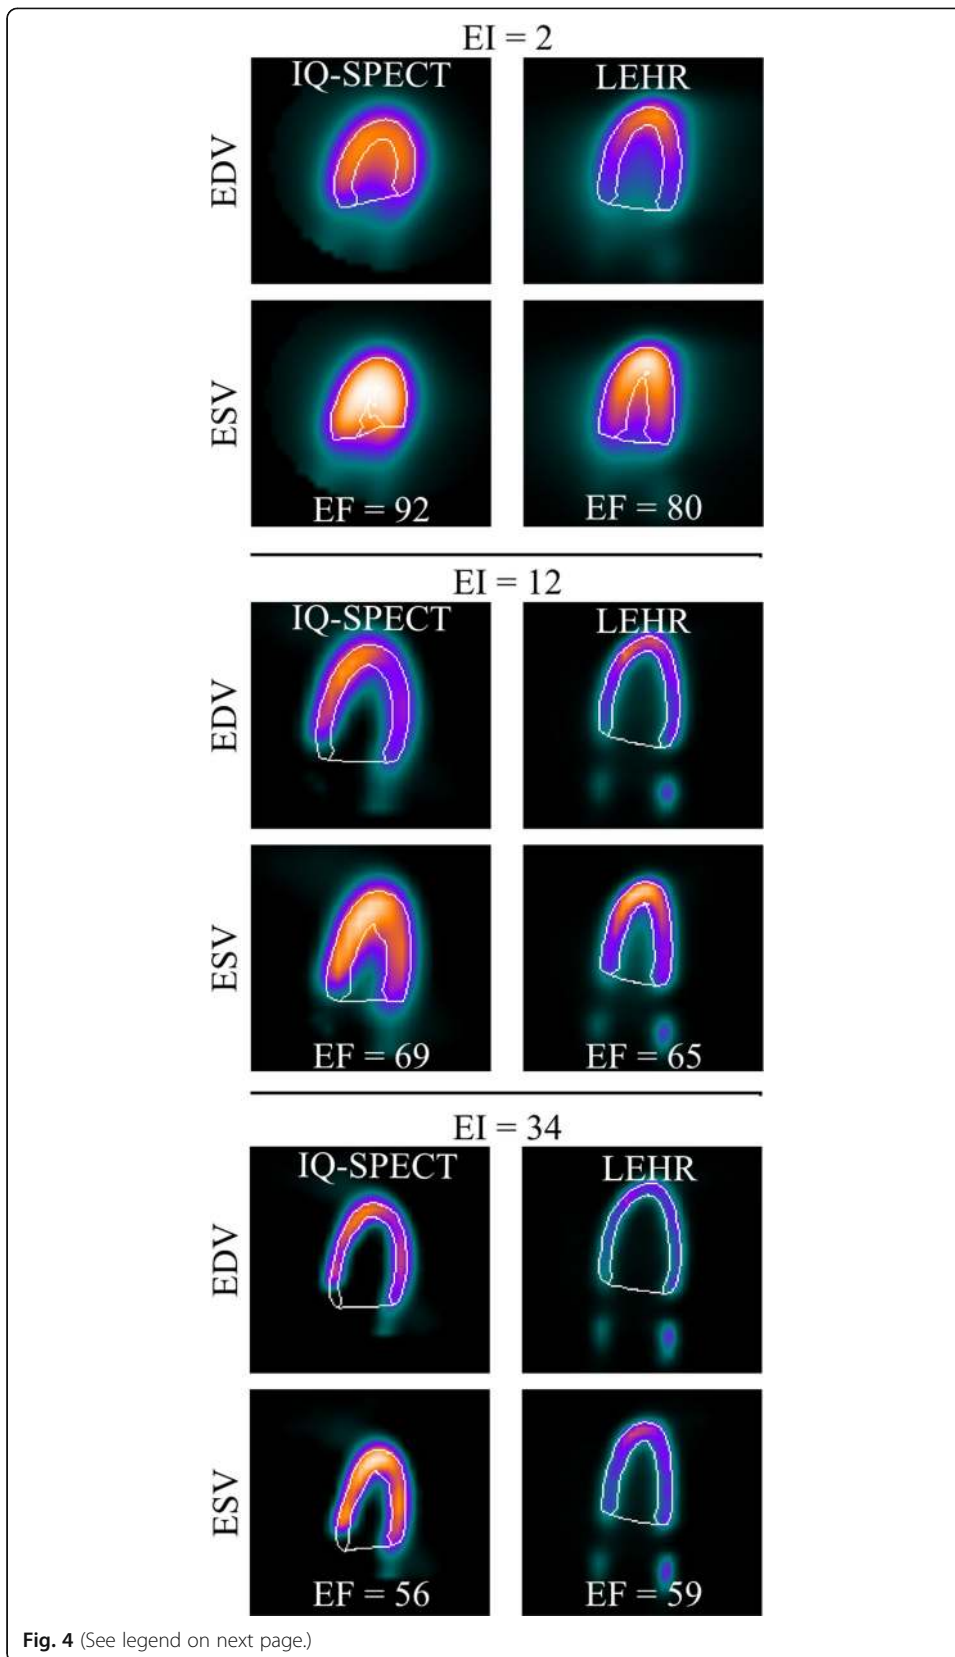 EI = 2
IQ-SPECT LEHR
EDV
ESV
EF = 92 EF = 80
EI = 12
IQ-SPECT LEHR
EDV
ESV
EF = 69 EF = 65
EI = 34
IQ-SPECT LEHR
EDV
ESV
EF = 56 EF = 59
Fig. 4 (See legend on next page.)